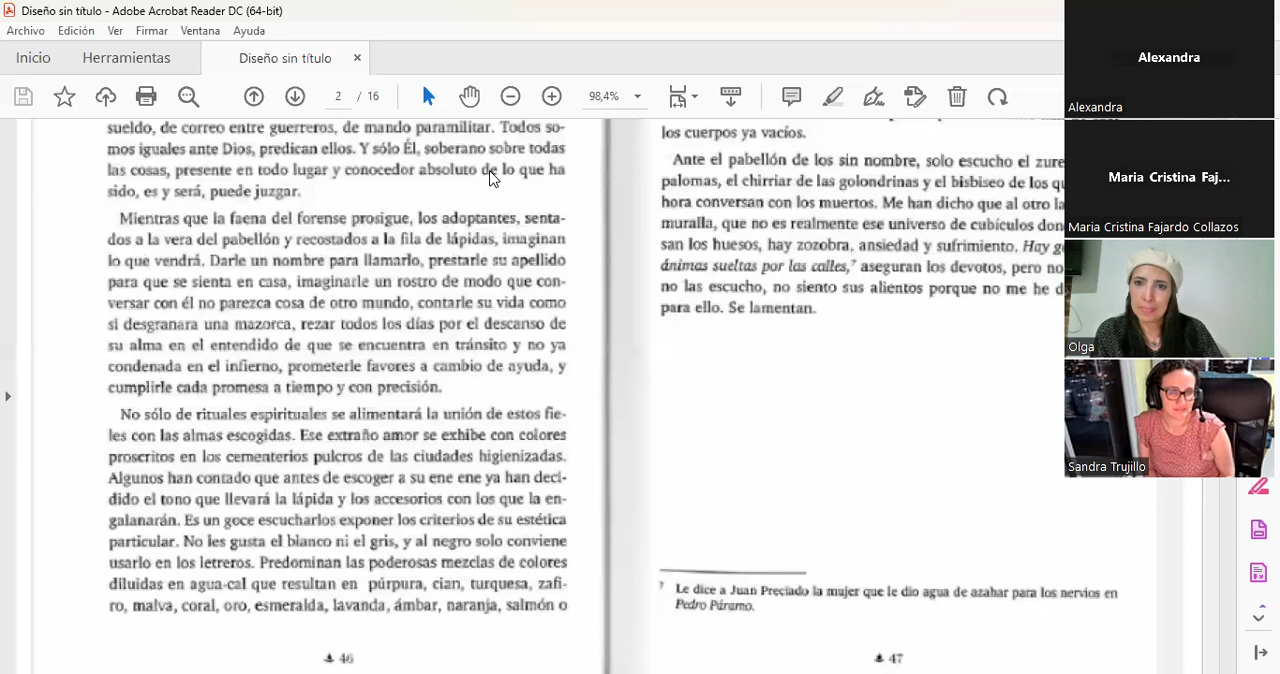 Diseño sin título - Adobe Acrobat Reader DC (64-bit)
Archivo Edición Ver Firmar Ventana Ayuda
Inicio Herramientas Diseño sin título ×
2 / 16 98,4%
sueldo, de correo entre guerreros, de mando paramilitar. Todos so-
mos iguales ante Dios, predican ellos. Y sólo Él, soberano sobre todas
las cosas, presente en todo lugar y conocedor absoluto de lo que ha
sido, es y será, puede juzgar.
Mientras que la faena del forense prosigue, los adoptantes, senta-
dos a la vera del pabellón y recostados a la fila de lápidas, imaginan
lo que vendrá. Darle un nombre para llamarlo, prestarle su apellido
para que se sienta en casa, imaginarle un rostro de modo que con-
versar con él no parezca cosa de otro mundo, contarle su vida como
si desgranara una mazorca, rezar todos los días por el descanso de
su alma en el entendido de que se encuentra en tránsito y no ya
condenada en el infierno, prometerle favores a cambio de ayuda, y
cumplirle cada promesa a tiempo y con precisión.
No sólo de rituales espirituales se alimentará la unión de estos fie-
les con las almas escogidas. Ese extraño amor se exhibe con colores
proscritos en los cementerios pulcros de las ciudades higienizadas.
Algunos han contado que antes de escoger a su ene ene ya han deci-
dido el tono que llevará la lápida y los accesorios con los que la en-
galanarán. Es un goce escucharlos exponer los criterios de su estética
particular. No les gusta el blanco ni el gris, y al negro solo conviene
usarlo en los letreros. Predominan las poderosas mezclas de colores
diluidas en agua-cal que resultan en púrpura, cian, turquesa, zafi-
ro, malva, coral, oro, esmeralda, lavanda, ámbar, naranja, salmón o
46
los cuerpos ya vacíos.
Ante el pabellón de los sin nombre, solo escucho el zure
palomas, el chirriar de las golondrinas y el bisbiseo de los qu
hora conversan con los muertos. Me han dicho que al otro la
muralla, que no es realmente ese universo de cubículos don
san los huesos, hay zozobra, ansiedad y sufrimiento. Hay ge
ánimas sueltas por las calles,⁷ aseguran los devotos, pero no
no las escucho, no siento sus alientos porque no me he d
para ello. Se lamentan.
⁷ Le dice a Juan Preciado la mujer que le dio agua de azahar para los nervios en
Pedro Páramo.
47
Alexandra
Alexandra
Maria Cristina Faj...
Maria Cristina Fajardo Collazos
Olga
Sandra Trujillo